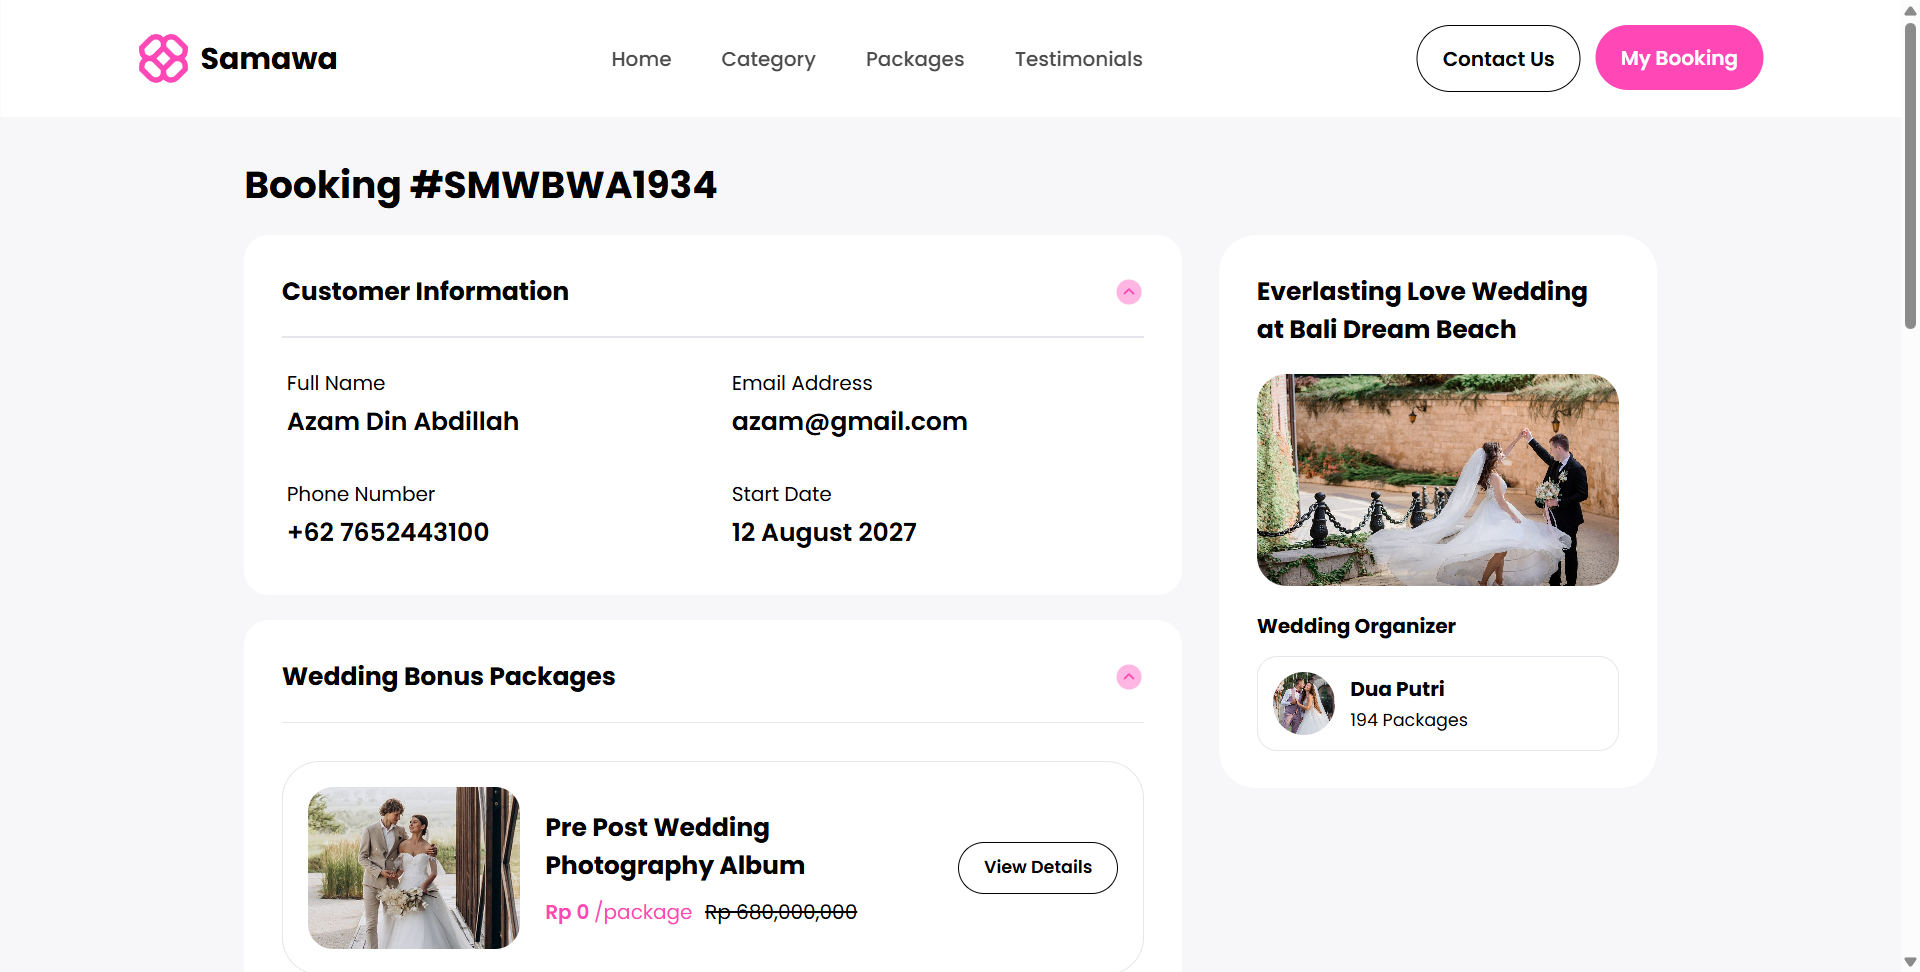 Samawa
Home
Category
Packages
Testimonials
Contact Us
My Booking
Booking #SMWBWA1934
Customer Information
Full Name
Azam Din Abdillah
Email Address
azam@gmail.com
Phone Number
+62 7652443100
Start Date
12 August 2027
Wedding Bonus Packages
Pre Post Wedding
Photography Album
Rp 0 /package Rp 680,000,000
View Details
Everlasting Love Wedding
at Bali Dream Beach
Wedding Organizer
Dua Putri
194 Packages